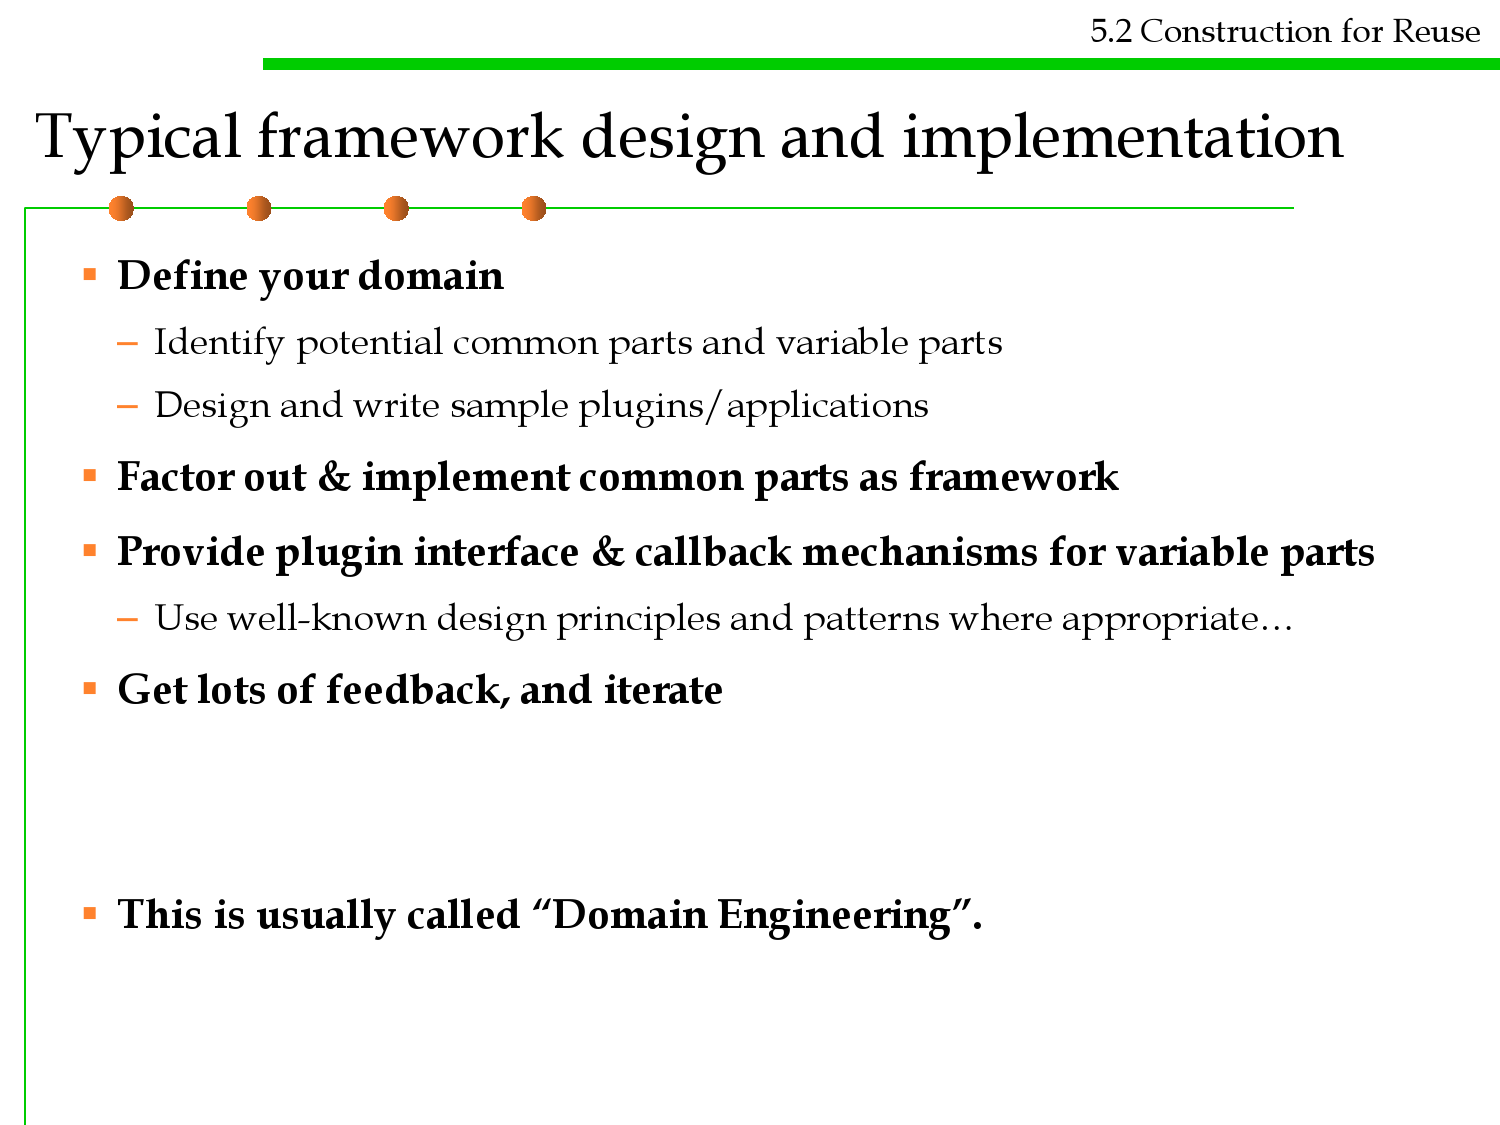 5.2 Construction for Reuse
Typical framework design and implementation
▪ Define your domain
– Identify potential common parts and variable parts
– Design and write sample plugins/applications
▪ Factor out & implement common parts as framework
▪ Provide plugin interface & callback mechanisms for variable parts
– Use well-known design principles and patterns where appropriate…
▪ Get lots of feedback, and iterate
▪ This is usually called “Domain Engineering”.